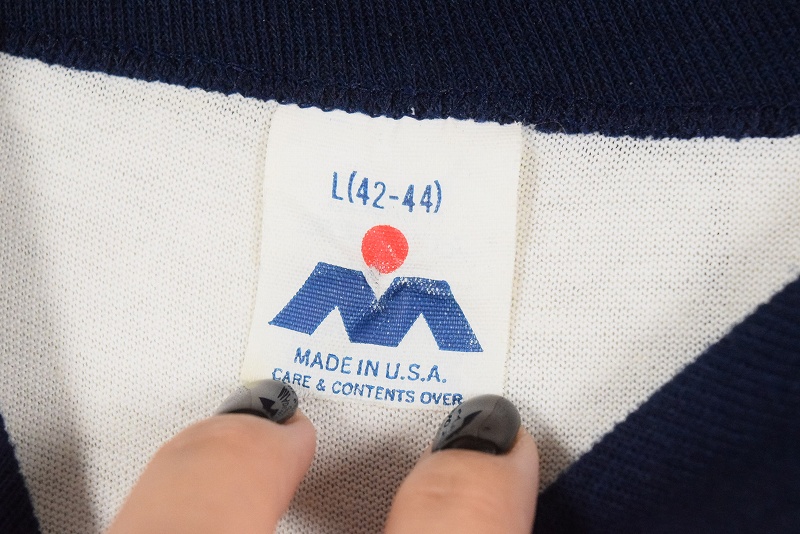 L(42-44)
MADE IN U.S.A.
CARE & CONTENTS OVER